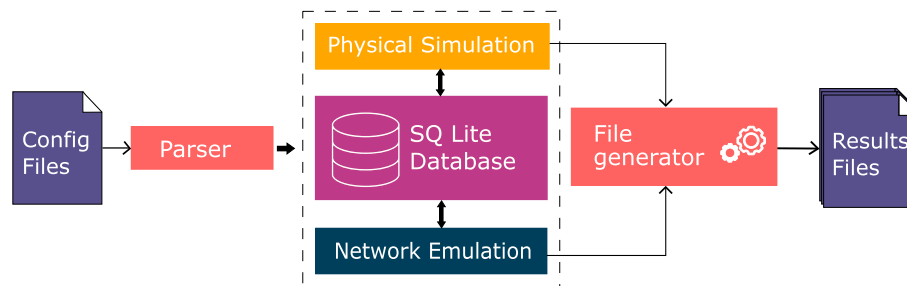 Config
Files
Parser
Physical Simulation
SQ Lite
Database
Network Emulation
File
generator
Results
Files